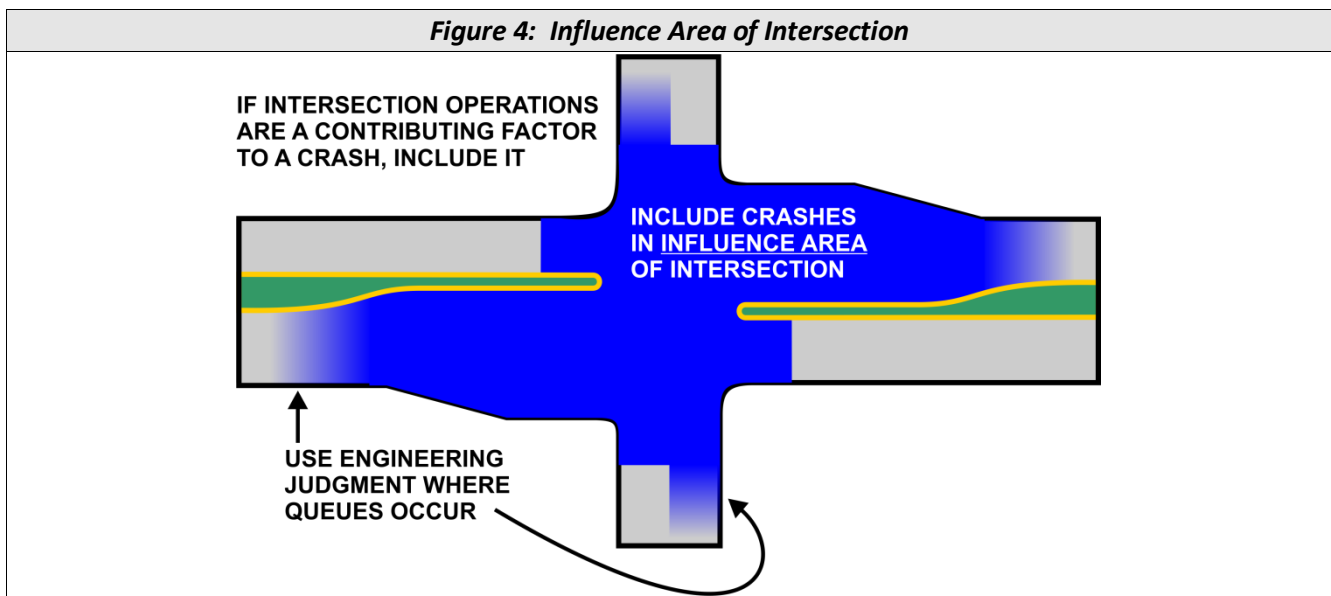 Figure 4:  Influence Area of Intersection
IF INTERSECTION OPERATIONS
ARE A CONTRIBUTING FACTOR
TO A CRASH, INCLUDE IT
INCLUDE CRASHES
IN INFLUENCE AREA
OF INTERSECTION
USE ENGINEERING
JUDGMENT WHERE
QUEUES OCCUR